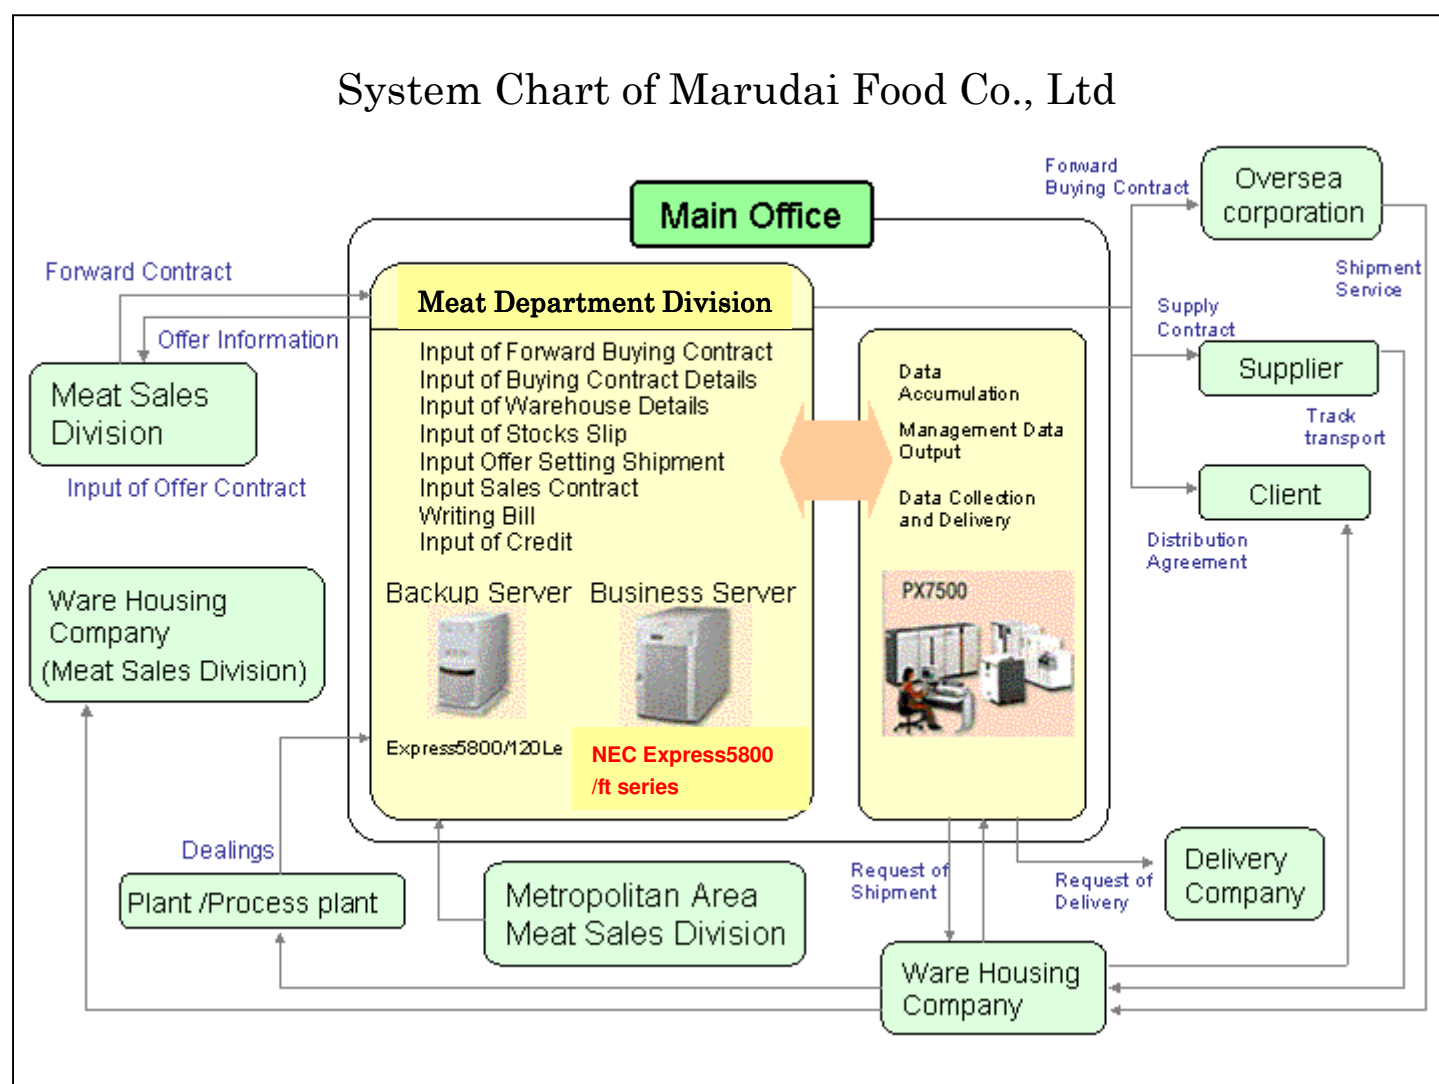 System Chart of Marudai Food Co., Ltd
Forward
Buying Contract
Oversea
corporation
Main Office
Forward Contract
Shipment
Service
Meat Department Division
Offer Information
Supply
Contract
Input of Forward Buying Contract
Input of Buying Contract Details
Input of Warehouse Details
Input of Stocks Slip
Input Offer Setting Shipment
Input Sales Contract
Writing Bill
Input of Credit
Data
Accumulation
Management Data
Output
Data Collection
and Delivery
Supplier
Meat Sales
Division
Track
transport
Input of Offer Contract
Client
Distribution
Agreement
Backup Server
Business Server
PX7500
Ware Housing
Company
(Meat Sales Division)
Express5800/120Le
NEC Express5800
/ft series
Dealings
Plant /Process plant
Metropolitan Area
Meat Sales Division
Request of
Shipment
Request of
Delivery
Delivery
Company
Ware Housing
Company